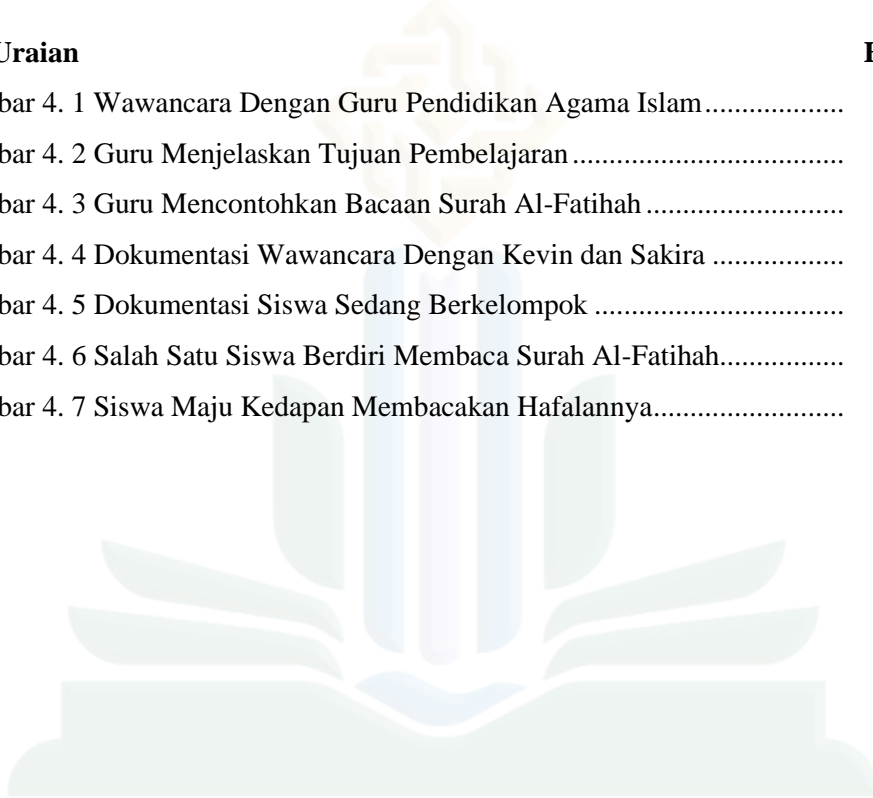 Uraian
bar 4. 1 Wawancara Dengan Guru Pendidikan Agama Islam...................
bar 4. 2 Guru Menjelaskan Tujuan Pembelajaran.....................................
bar 4. 3 Guru Mencontohkan Bacaan Surah Al-Fatihah...........................
bar 4. 4 Dokumentasi Wawancara Dengan Kevin dan Sakira ..................
bar 4. 5 Dokumentasi Siswa Sedang Berkelompok ..................................
bar 4. 6 Salah Satu Siswa Berdiri Membaca Surah Al-Fatihah.................
bar 4. 7 Siswa Maju Kedapan Membacakan Hafalannya..........................